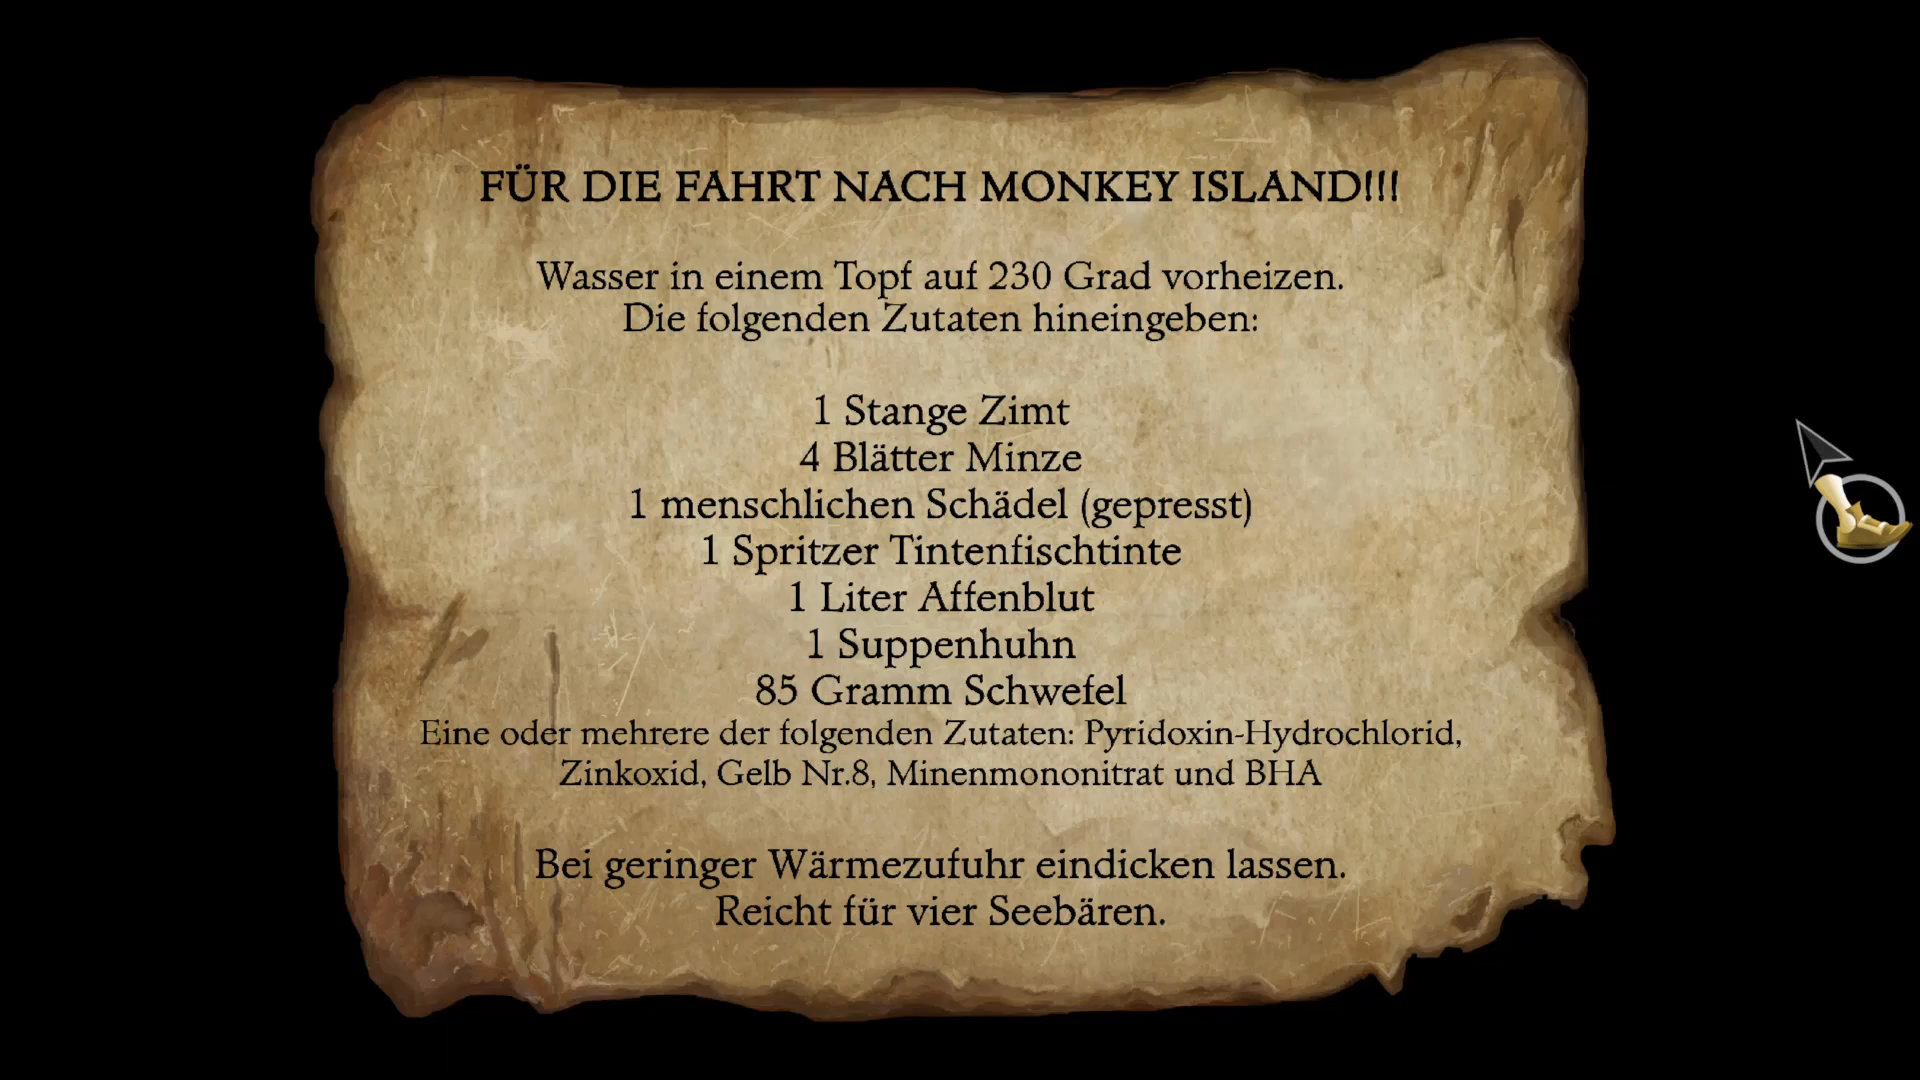 FÜR DIE FAHRT NACH MONKEY ISLAND!!!
Wasser in einem Topf auf 230 Grad vorheizen.
Die folgenden Zutaten hineingeben:
1 Stange Zimt
4 Blätter Minze
1 menschlichen Schädel (gepresst)
1 Spritzer Tintenfischtinte
1 Liter Affenblut
1 Suppenhuhn
85 Gramm Schwefel
Eine oder mehrere der folgenden Zutaten: Pyridoxin-Hydrochlorid,
Zinkoxid, Gelb Nr.8, Minenmononitrat und BHA
Bei geringer Wärmezufuhr eindicken lassen.
Reicht für vier Seebären.